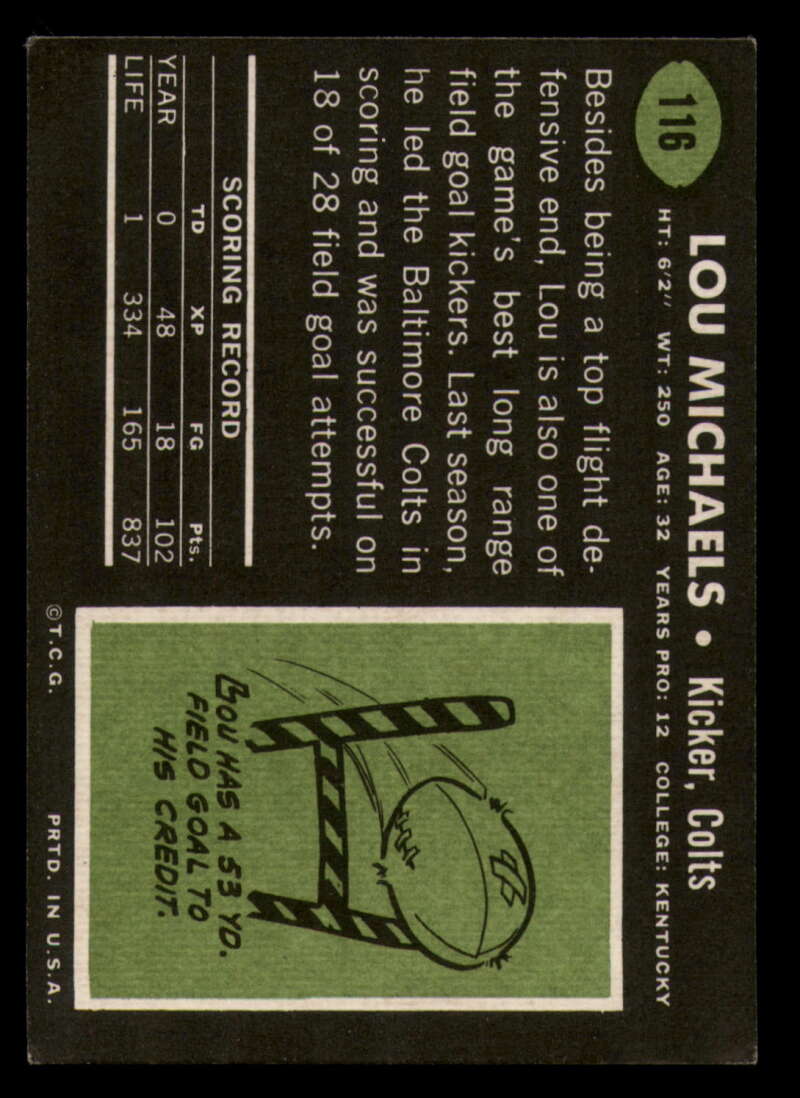 116
LOU MICHAELS • Kicker, Colts
HT: 6'2" WT: 250 AGE: 32 YEARS PRO: 12 COLLEGE: KENTUCKY
Besides being a top flight de-
fensive end, Lou is also one of
the game's best long range
field goal kickers. Last season,
he led the Baltimore Colts in
scoring and was successful on
18 of 28 field goal attempts.
SCORING RECORD
TD XP FG Pts.
YEAR 0 48 18 102
LIFE 1 334 165 837
LOU HAS A 53 YD.
FIELD GOAL TO
HIS CREDIT.
©T.C.G. PRTD. IN U.S.A.